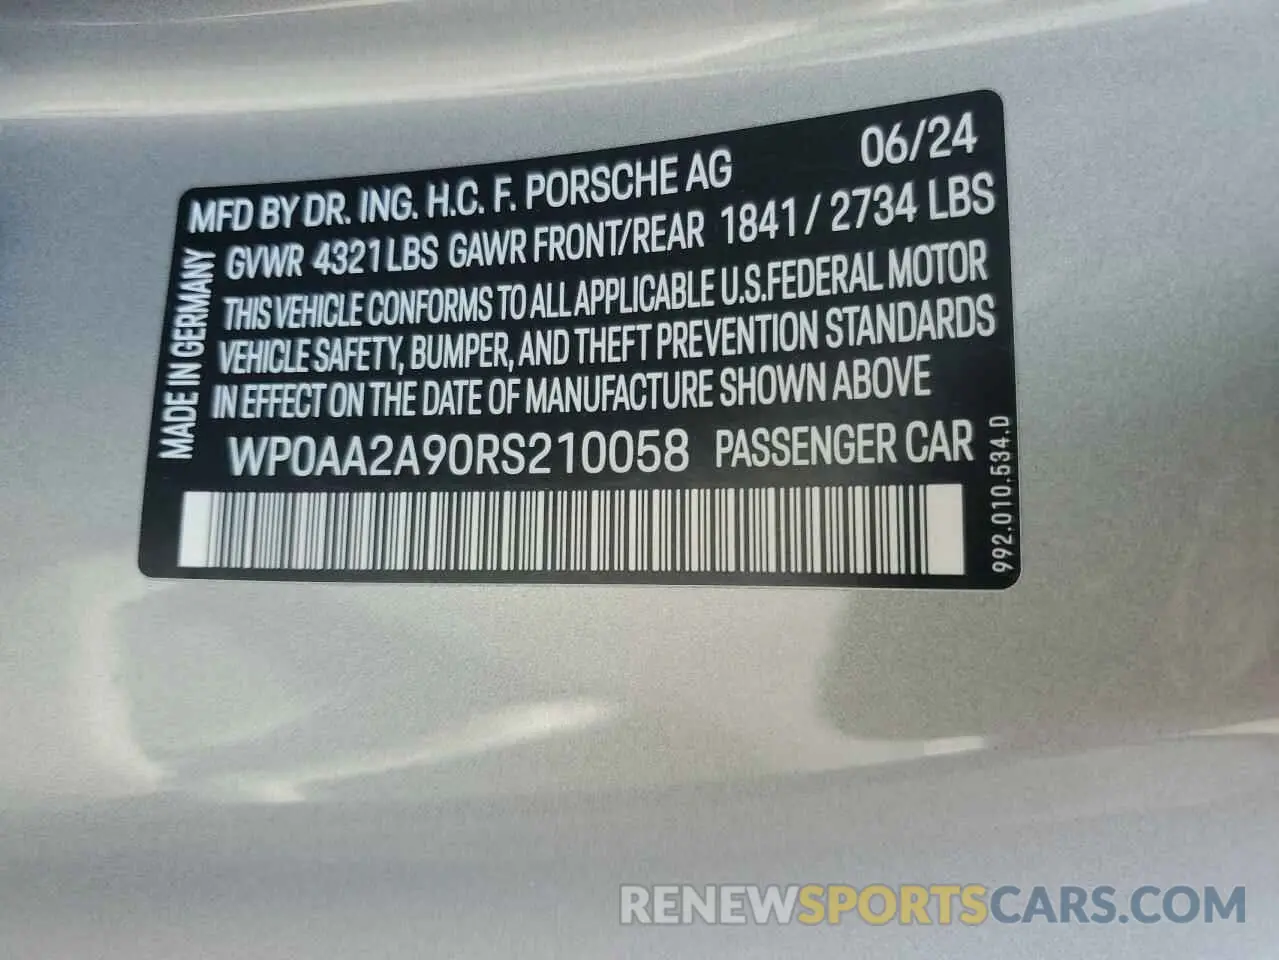 MFD BY DR. ING. H.C. F. PORSCHE AG 06/24
GVWR 4321 LBS GAWR FRONT/REAR 1841 / 2734 LBS
THIS VEHICLE CONFORMS TO ALL APPLICABLE U.S.FEDERAL MOTOR
VEHICLE SAFETY, BUMPER, AND THEFT PREVENTION STANDARDS
IN EFFECT ON THE DATE OF MANUFACTURE SHOWN ABOVE
WP0AA2A90RS210058 PASSENGER CAR
MADE IN GERMANY
992.010.534.D
RENEWSPORTSCARS.COM